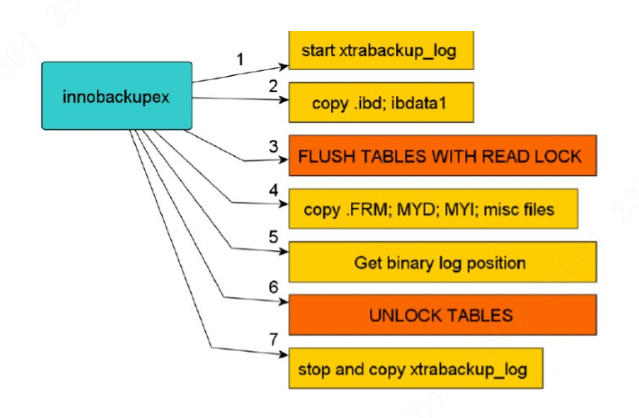 1
start xtrabackup_log
innobackupex
2
copy .ibd; ibdata1
3
FLUSH TABLES WITH READ LOCK
4
copy .FRM; MYD; MYI; misc files
5
Get binary log position
6
UNLOCK TABLES
7
stop and copy xtrabackup_log